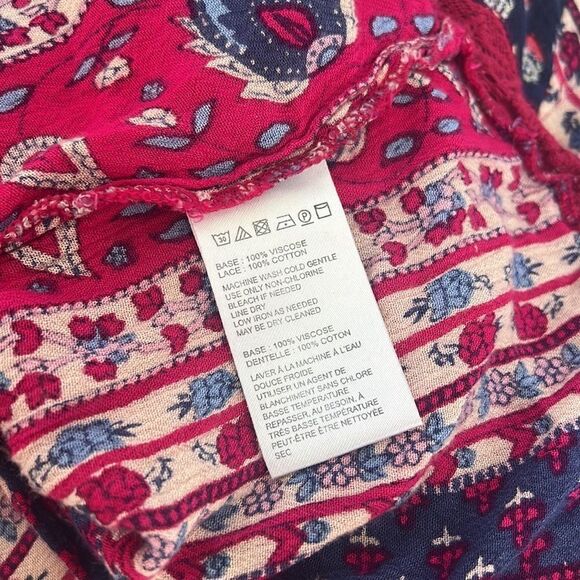 30 P
BASE : 100% VISCOSE
LACE : 100% COTTON
MACHINE WASH COLD GENTLE
USE ONLY NON-CHLORINE
BLEACH IF NEEDED
LINE DRY
LOW IRON AS NEEDED
MAY BE DRY CLEANED
BASE : 100% VISCOSE
DENTELLE : 100% COTON
LAVER À LA MACHINE À L'EAU
DOUCE FROIDE
UTILISER UN AGENT DE
BLANCHIMENT SANS CHLORE
BASSE TEMPÉRATURE
REPASSER, AU BESOIN, À
TRÈS BASSE TEMPÉRATURE
PEUT-ÊTRE ÊTRE NETTOYÉE
SEC